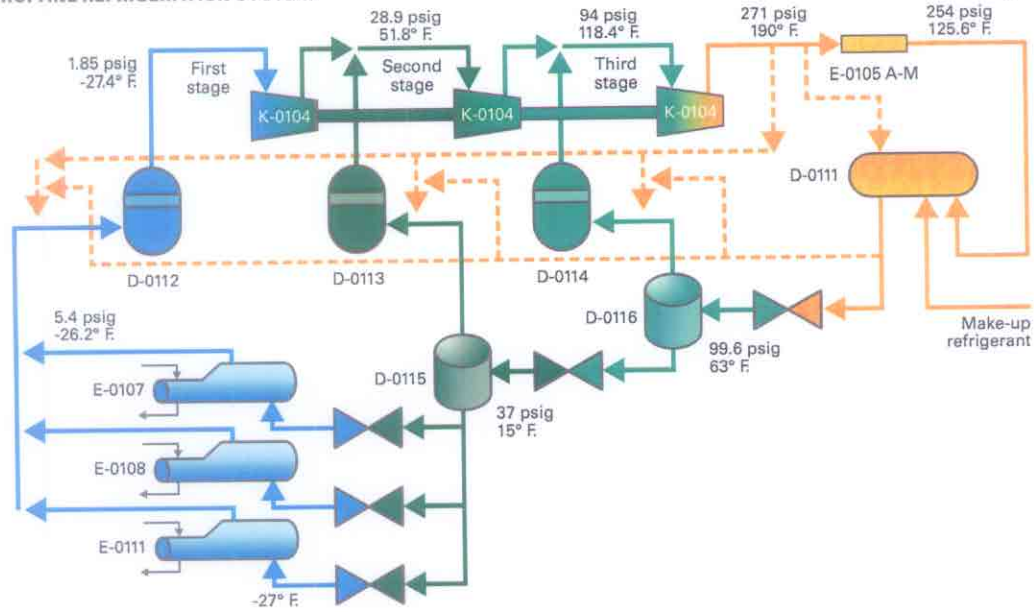 1.85 psig
-27.4° F.
First
stage
28.9 psig
51.8° F.
Second
stage
94 psig
118.4° F.
Third
stage
271 psig
190° F.
254 psig
125.6° F.
E-0105 A-M
K-0104
K-0104
K-0104
D-0111
D-0112
D-0113
D-0114
D-0116
Make-up
refrigerant
5.4 psig
-26.2° F.
99.6 psig
63° F.
D-0115
37 psig
15° F.
E-0107
E-0108
E-0111
-27° F.